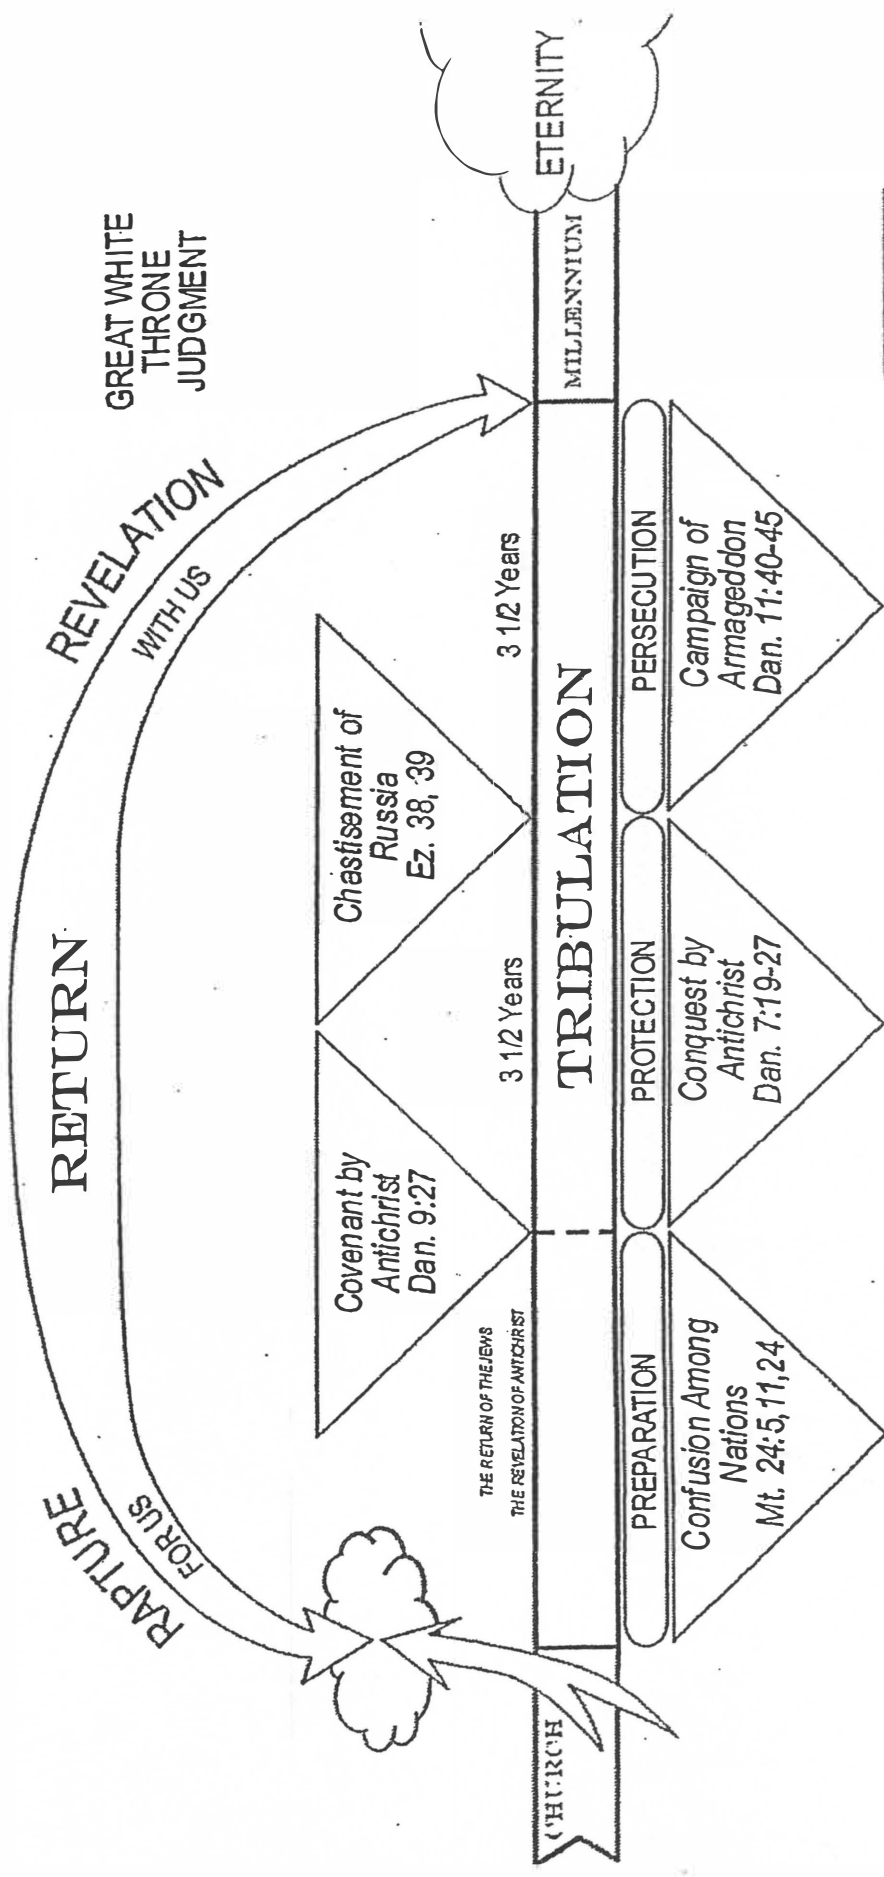 RETURN
RAPTURE
FOR US
REVELATION
WITH US
GREAT WHITE
THRONE
JUDGMENT
Covenant by
Antichrist
Dan. 9:27
Chastisement of
Russia
Ez. 38, 39
THE RETURN OF THE JEWS
THE REVELATION OF ANTICHRIST
3 1/2 Years
3 1/2 Years
CHURCH
TRIBULATION
MILLENNIUM
ETERNITY
PREPARATION
PROTECTION
PERSECUTION
Confusion Among
Nations
Mt. 24:5,11,24
Conquest by
Antichrist
Dan. 7:19-27
Campaign of
Armageddon
Dan. 11:40-45